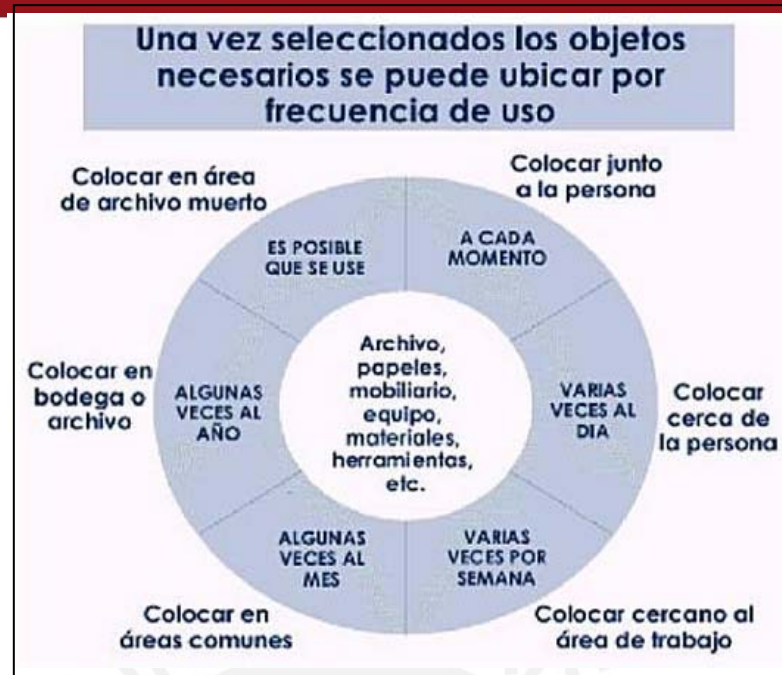 Una vez seleccionados los objetos
necesarios se puede ubicar por
frecuencia de uso
Colocar junto
a la persona
A CADA
MOMENTO
Colocar
cerca de
la persona
VARIAS
VECES AL
DIA
Colocar cercano al
área de trabajo
VARIAS
VECES POR
SEMANA
Colocar en
áreas comunes
ALGUNAS
VECES AL
MES
Colocar en
bodega o
archivo
ALGUNAS
VECES AL
AÑO
Colocar en área
de archivo muerto
ES POSIBLE
QUE SE USE
Archivo,
papeles,
mobiliario,
equipo,
materiales,
herramientas,
etc.